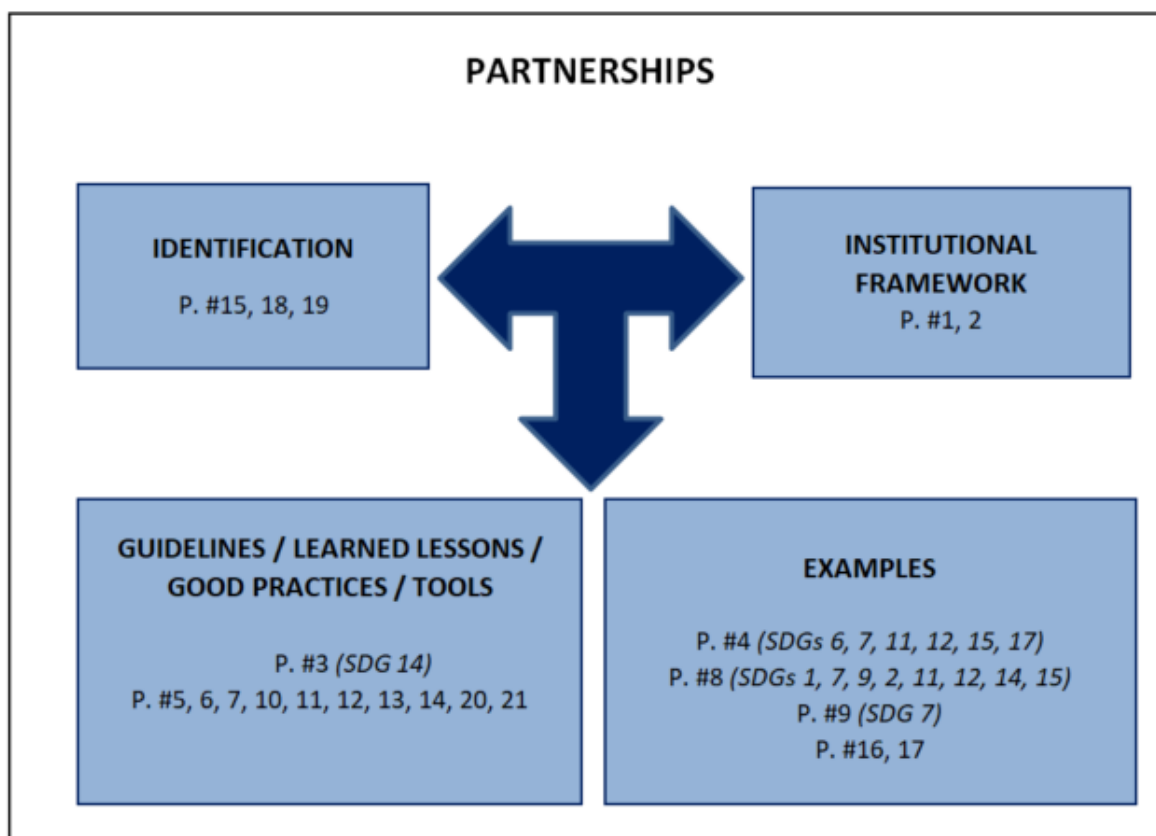 PARTNERSHIPS
IDENTIFICATION
P. #15, 18, 19
INSTITUTIONAL
FRAMEWORK
P. #1, 2
GUIDELINES / LEARNED LESSONS /
GOOD PRACTICES / TOOLS
P. #3 (SDG 14)
P. #5, 6, 7, 10, 11, 12, 13, 14, 20, 21
EXAMPLES
P. #4 (SDGs 6, 7, 11, 12, 15, 17)
P. #8 (SDGs 1, 7, 9, 2, 11, 12, 14, 15)
P. #9 (SDG 7)
P. #16, 17